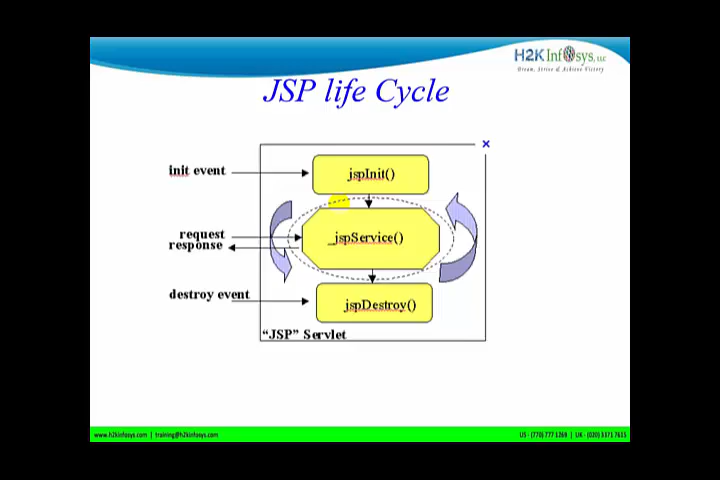 H2K Infosys, LLC
Dream, Strive & Achieve Victory
JSP life Cycle
init event
jspInit()
request
response
_jspService()
destroy event
jspDestroy()
“JSP” Servlet
www.h2kinfosys.com | training@h2kinfosys.com
US - (770) 777 1269 | UK - (020) 3371 7615